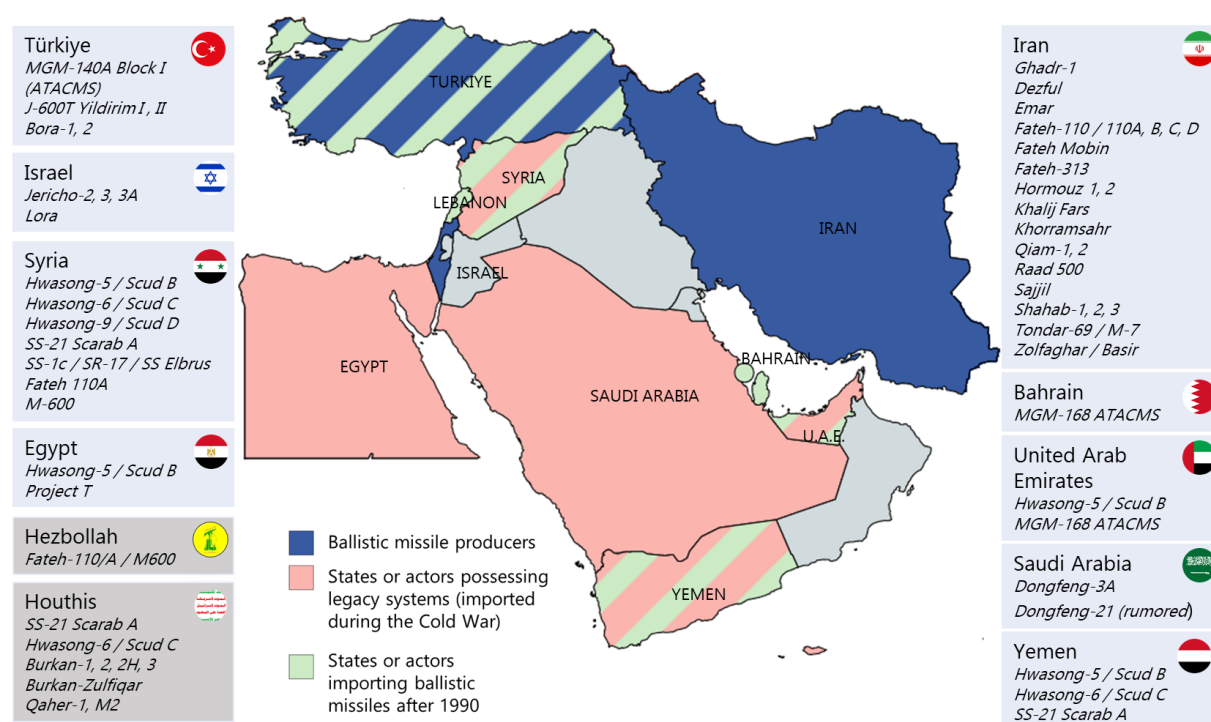 Türkiye
MGM-140A Block I
(ATACMS)
J-600T Yildirim I, II
Bora-1, 2
Israel
Jericho-2, 3, 3A
Lora
Syria
Hwasong-5 / Scud B
Hwasong-6 / Scud C
Hwasong-9 / Scud D
SS-21 Scarab A
SS-1c / SR-17 / SS Elbrus
Fateh 110A
M-600
Egypt
Hwasong-5 / Scud B
Project T
Hezbollah
Fateh-110/A / M600
Houthis
SS-21 Scarab A
Hwasong-6 / Scud C
Burkan-1, 2, 2H, 3
Burkan-Zulfiqar
Qaher-1, M2
TURKIYE
SYRIA
LEBANON
ISRAEL
IRAN
EGYPT
BAHRAIN
SAUDI ARABIA
U.A.E.
YEMEN
Ballistic missile producers
States or actors possessing
legacy systems (imported
during the Cold War)
States or actors
importing ballistic
missiles after 1990
Iran
Ghadr-1
Dezful
Emar
Fateh-110 / 110A, B, C, D
Fateh Mobin
Fateh-313
Hormouz 1, 2
Khalij Fars
Khorramsahr
Qiam-1, 2
Raad 500
Sajjil
Shahab-1, 2, 3
Tondar-69 / M-7
Zolfaghar / Basir
Bahrain
MGM-168 ATACMS
United Arab
Emirates
Hwasong-5 / Scud B
MGM-168 ATACMS
Saudi Arabia
Dongfeng-3A
Dongfeng-21 (rumored)
Yemen
Hwasong-5 / Scud B
Hwasong-6 / Scud C
SS-21 Scarab A